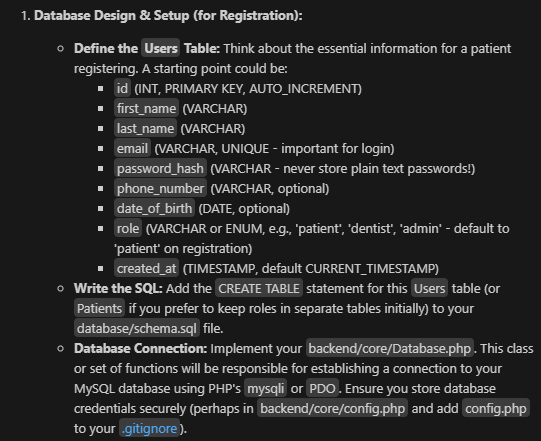 1. Database Design & Setup (for Registration):
Define the Users Table: Think about the essential information for a patient
registering. A starting point could be:
id (INT, PRIMARY KEY, AUTO_INCREMENT)
first_name (VARCHAR)
last_name (VARCHAR)
email (VARCHAR, UNIQUE - important for login)
password_hash (VARCHAR - never store plain text passwords!)
phone_number (VARCHAR, optional)
date_of_birth (DATE, optional)
role (VARCHAR or ENUM, e.g., 'patient', 'dentist', 'admin' - default to
'patient' on registration)
created_at (TIMESTAMP, default CURRENT_TIMESTAMP)
Write the SQL: Add the CREATE TABLE statement for this Users table (or
Patients if you prefer to keep roles in separate tables initially) to your
database/schema.sql file.
Database Connection: Implement your backend/core/Database.php. This class
or set of functions will be responsible for establishing a connection to your
MySQL database using PHP's mysqli or PDO. Ensure you store database
credentials securely (perhaps in backend/core/config.php and add config.php
to your .gitignore).